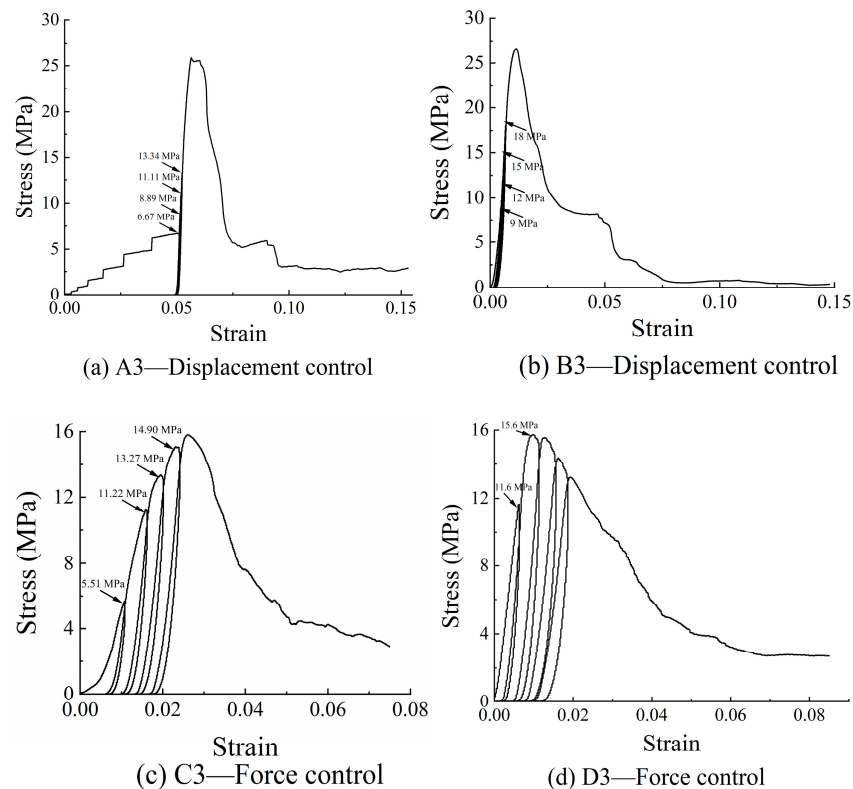 30
25
20
15
10
5
0
Stress (MPa)
13.34 MPa
11.11 MPa
8.89 MPa
6.67 MPa
0.00 0.05 0.10 0.15
Strain
(a) A3—Displacement control
30
25
20
15
10
5
0
Stress (MPa)
18 MPa
15 MPa
12 MPa
9 MPa
0.00 0.05 0.10 0.15
Strain
(b) B3—Displacement control
16
12
8
4
0
Stress (MPa)
14.90 MPa
13.27 MPa
11.22 MPa
5.51 MPa
0.00 0.02 0.04 0.06 0.08
Strain
(c) C3—Force control
16
12
8
4
0
Stress (MPa)
15.6 MPa
11.6 MPa
0.00 0.02 0.04 0.06 0.08
Strain
(d) D3—Force control